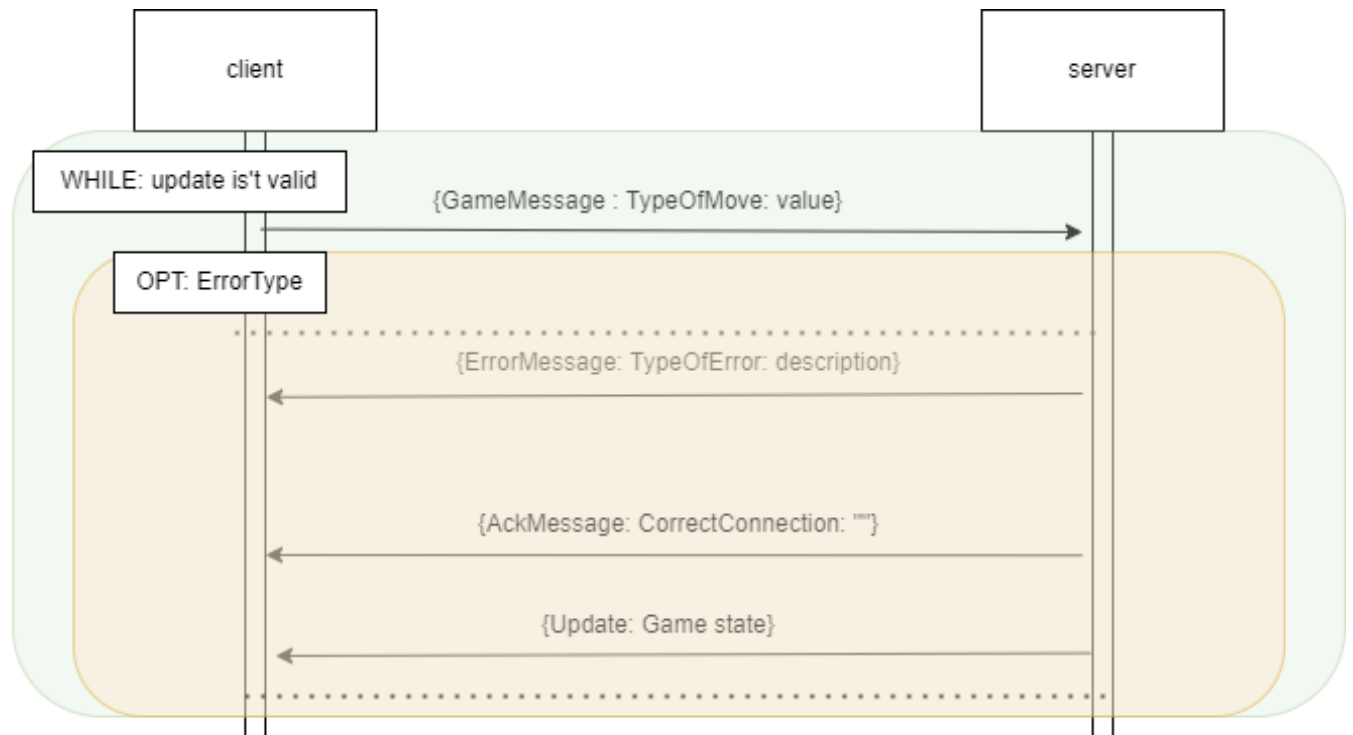 client
server
WHILE: update is't valid
{GameMessage : TypeOfMove: value}
OPT: ErrorType
{ErrorMessage: TypeOfError: description}
{AckMessage: CorrectConnection: ""}
{Update: Game state}